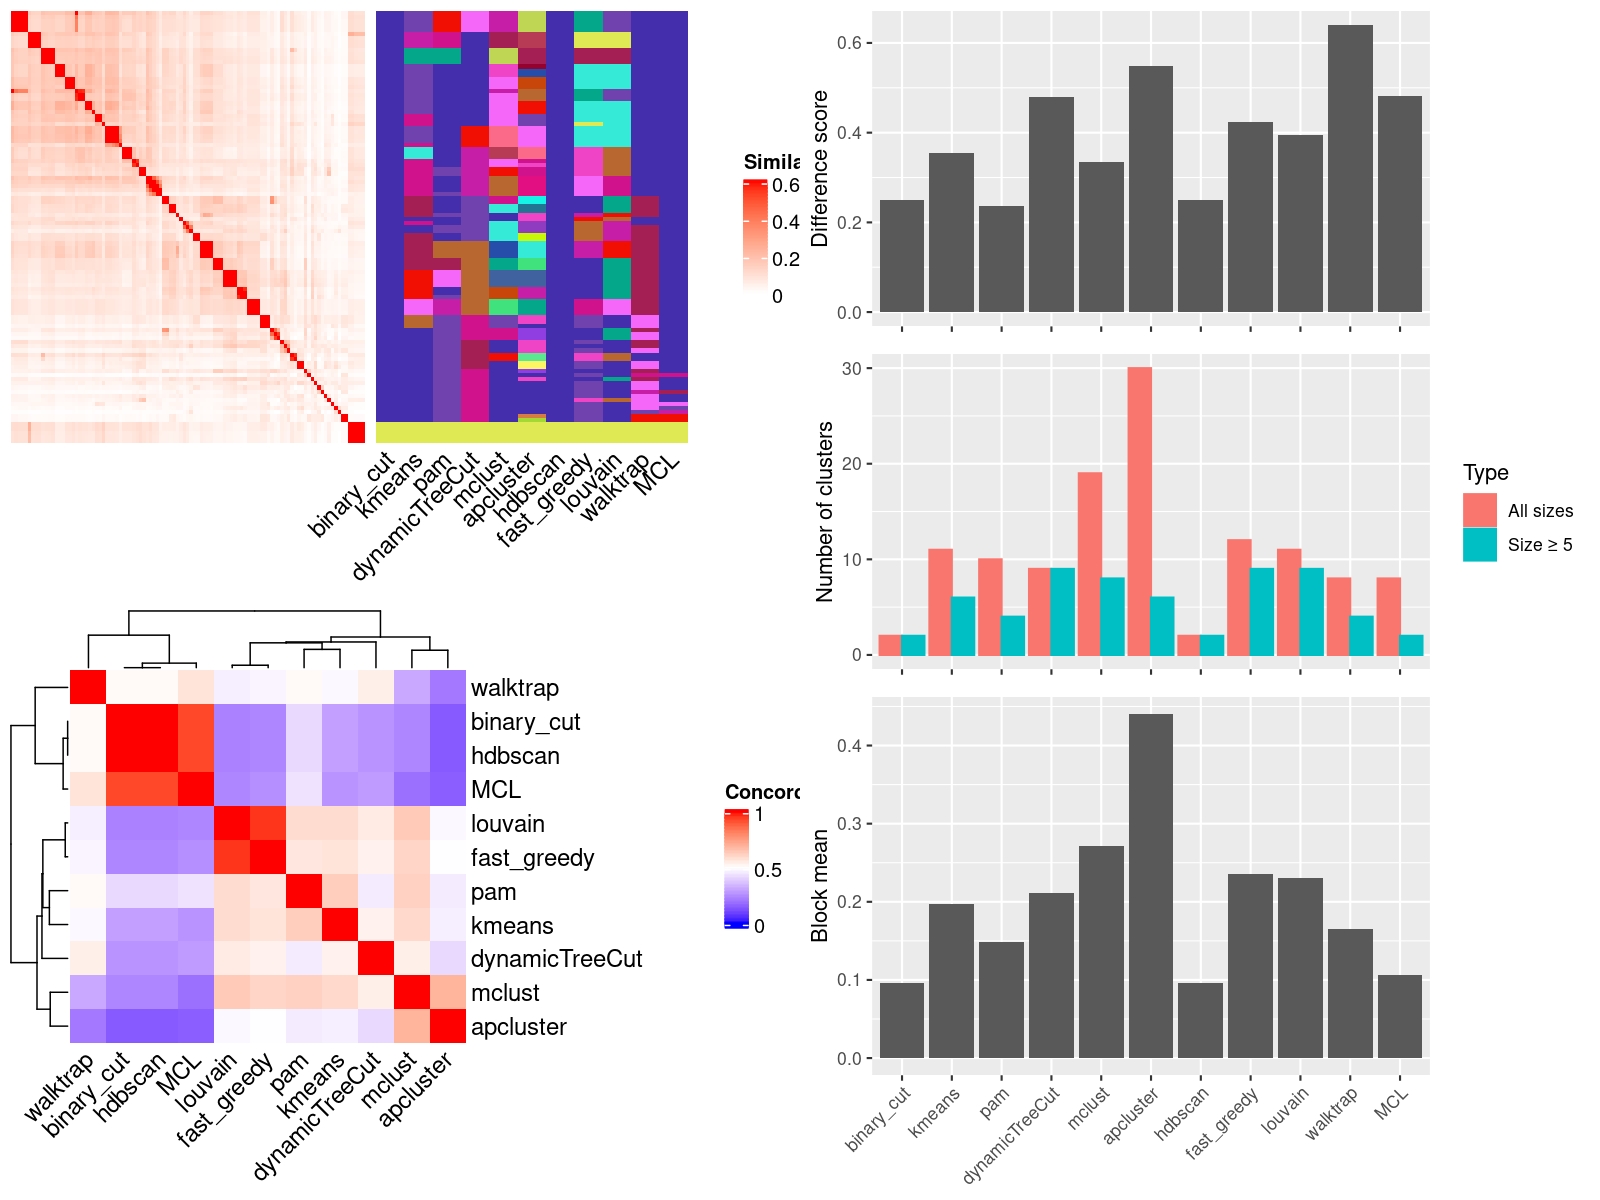 Simila
0.6
0.4
0.2
0
binary_cut
kmeans
pam
dynamicTreeCut
mclust
apcluster
hdbscan
fast_greedy
louvain
walktrap
MCL
walktrap
binary_cut
hdbscan
MCL
louvain
fast_greedy
pam
kmeans
dynamicTreeCut
mclust
apcluster
walktrap
binary_cut
hdbscan
MCL
louvain
fast_greedy
pam
kmeans
dynamicTreeCut
mclust
apcluster
Concord
1
0.5
0
Difference score
0.6
0.4
0.2
0.0
Number of clusters
30
20
10
0
Type
All sizes
Size ≥ 5
Block mean
0.4
0.3
0.2
0.1
0.0
binary_cut
kmeans
pam
dynamicTreeCut
mclust
apcluster
hdbscan
fast_greedy
louvain
walktrap
MCL